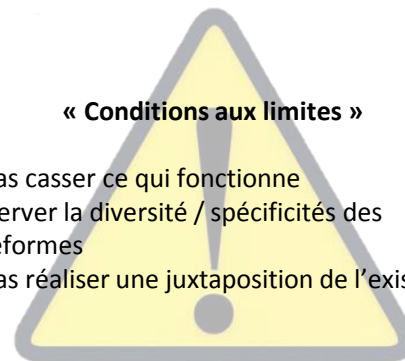 « Conditions aux limites »
as casser ce qui fonctionne
erver la diversité / spécificités des
eformes
as réaliser une juxtaposition de l’exis